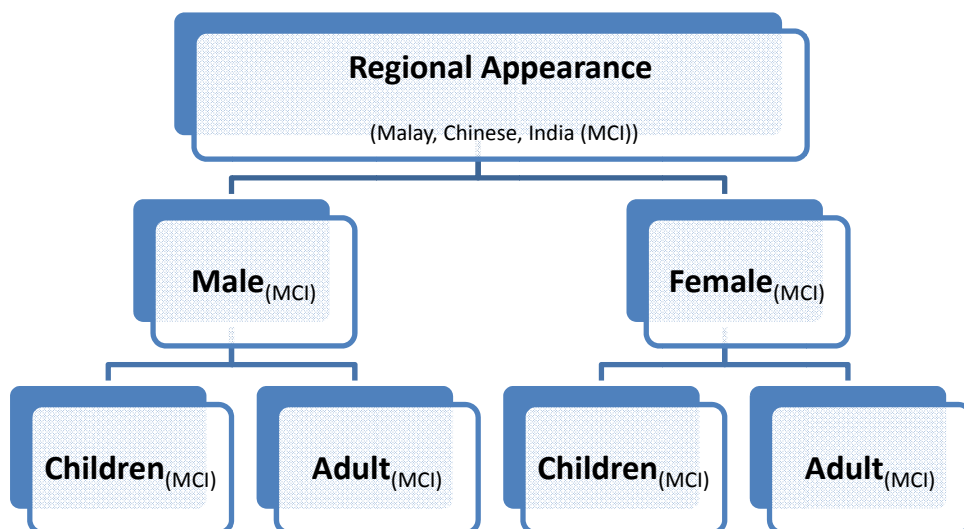 Regional Appearance
(Malay, Chinese, India (MCI))
Male(MCI)
Female(MCI)
Children(MCI)
Adult(MCI)
Children(MCI)
Adult(MCI)